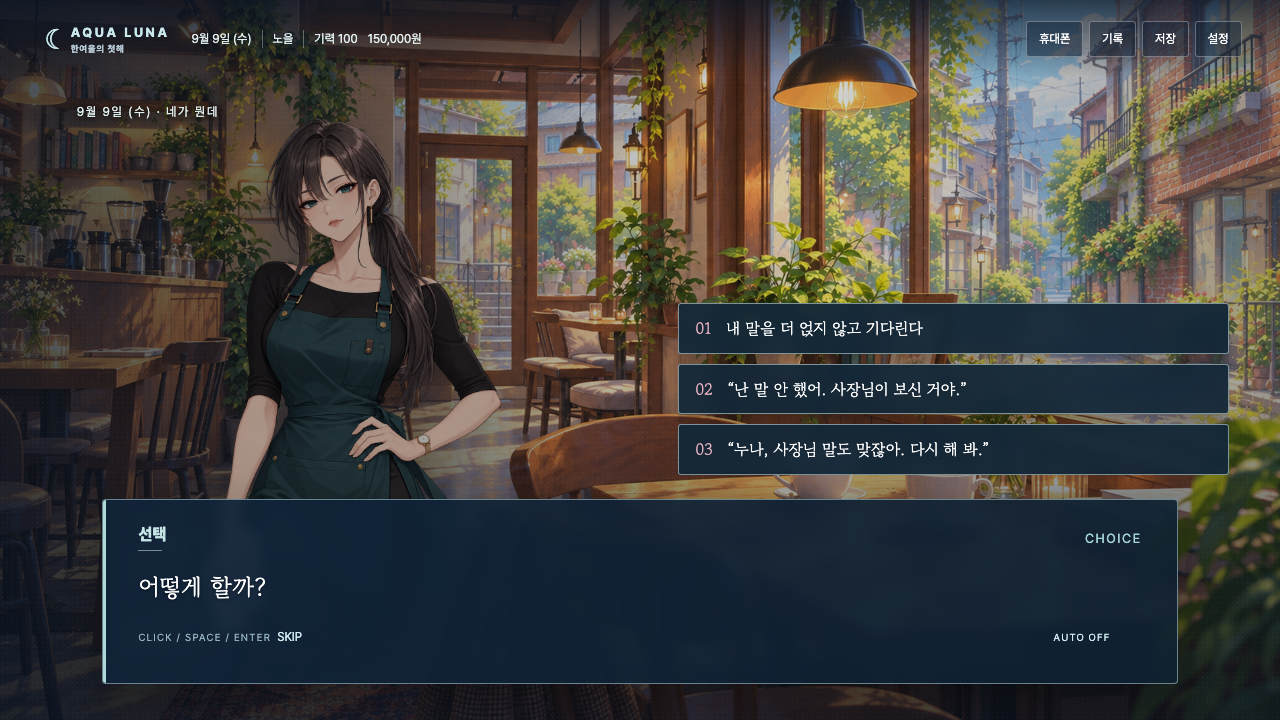 AQUA LUNA
한여울의 첫해
9월 9일 (수) 노을 기력 100 150,000원
휴대폰 기록 저장 설정
9월 9일 (수) · 네가 뭔데
01 내 말을 더 얹지 않고 기다린다
02 “난 말 안 했어. 사장님이 보신 거야.”
03 “누나, 사장님 말도 맞잖아. 다시 해 봐.”
선택
CHOICE
어떻게 할까?
CLICK / SPACE / ENTER SKIP
AUTO OFF